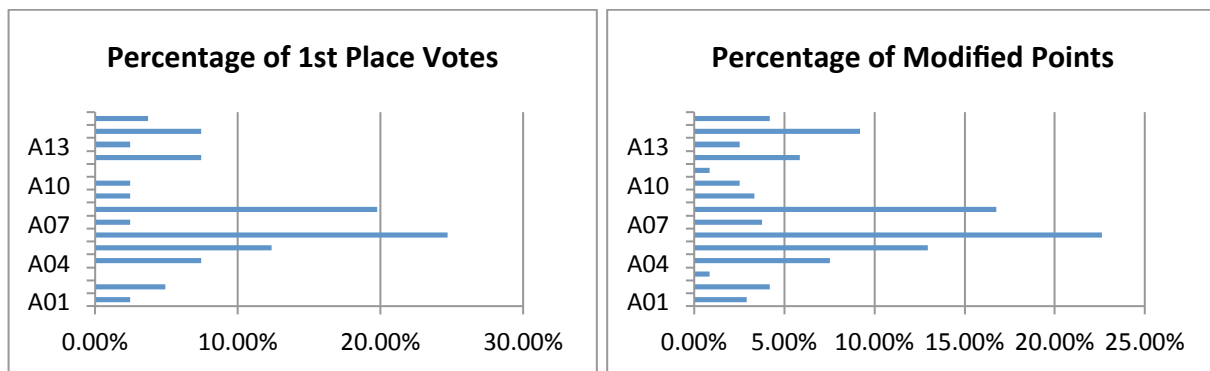 Percentage of 1st Place Votes
A13
A10
A07
A04
A01
0.00% 10.00% 20.00% 30.00%
Percentage of Modified Points
A13
A10
A07
A04
A01
0.00% 5.00% 10.00% 15.00% 20.00% 25.00%